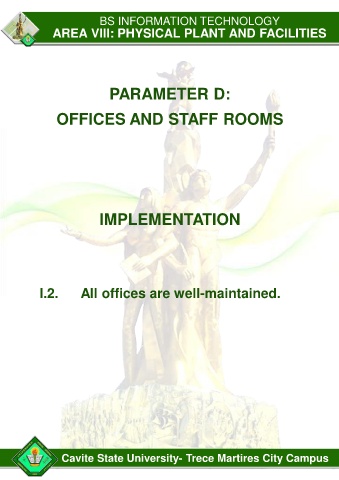 BS INFORMATION TECHNOLOGY
AREA VIII: PHYSICAL PLANT AND FACILITIES
PARAMETER D:
OFFICES AND STAFF ROOMS
IMPLEMENTATION
I.2. All offices are well-maintained.
Cavite State University- Trece Martires City Campus